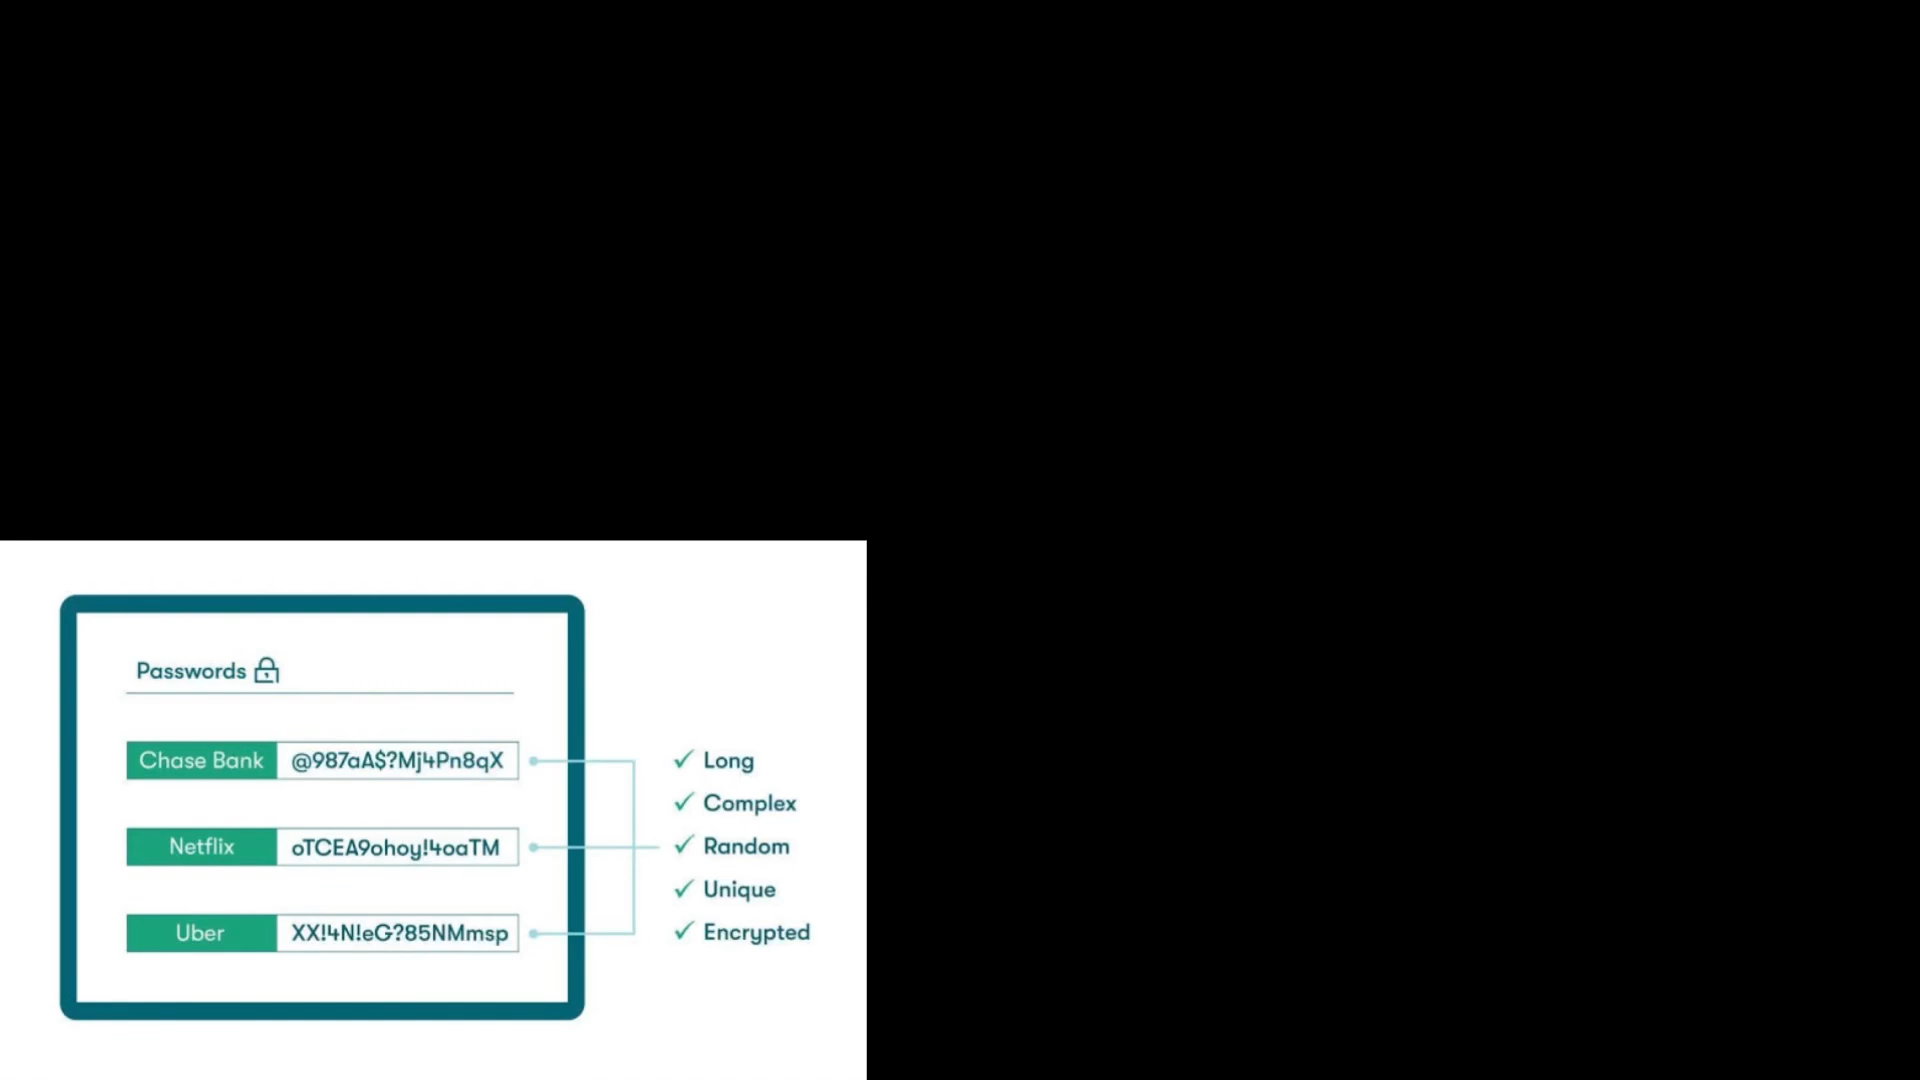 Passwords
Chase Bank @987aA$?Mj4Pn8qX
Netflix oTCEA9ohoy!4oaTM
Uber XX!4N!eG?85NMmsp
✓ Long
✓ Complex
✓ Random
✓ Unique
✓ Encrypted